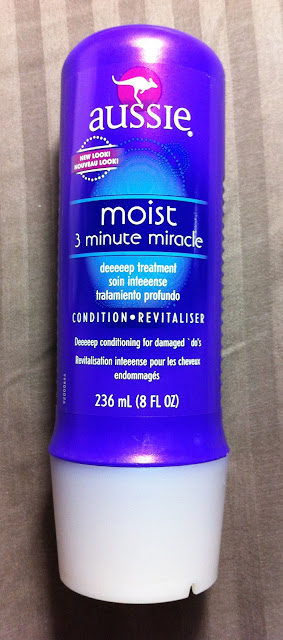 aussie
NEW LOOK!
NOUVEAU LOOK!
moist
3 minute miracle
deeeeep treatment
soin inteeense
tratamiento profundo
CONDITION•REVITALISER
Deeeeep conditioning for damaged `do's
Revitalisation inteeense pour les cheveux
endommagés
236 mL (8 FL OZ)